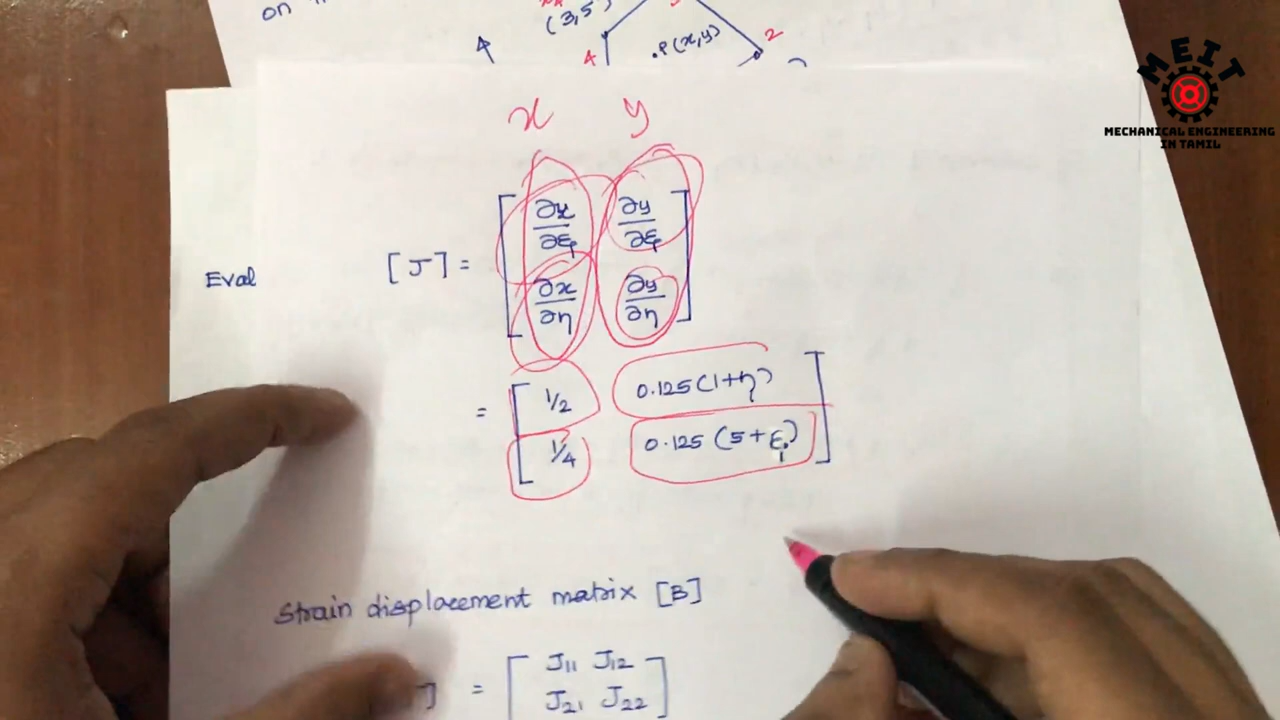 on
(3,5)
4
.P(x,y)
2
MEIT
MECHANICAL ENGINEERING
IN TAMIL
x y
Eval [J] = [ ∂x/∂ξ ∂y/∂ξ
∂x/∂η ∂y/∂η ]
= [ 1/2 0.125(1+η)
1/4 0.125 (5+ξ) ]
Strain displacement matrix [B]
] = [ J11 J12
J21 J22 ]